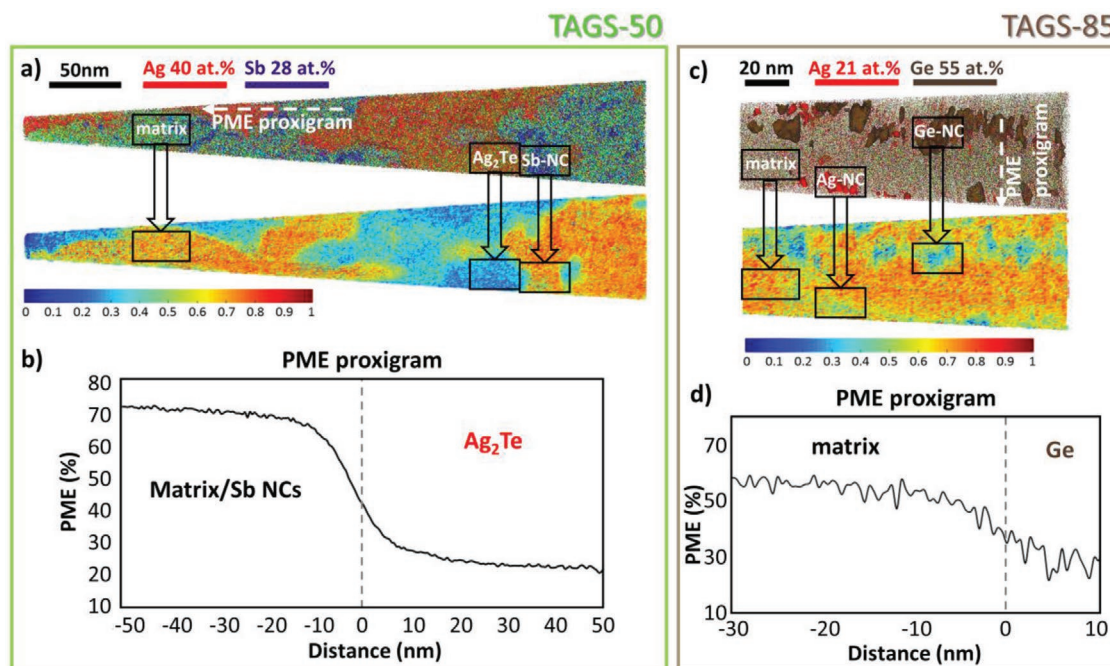 TAGS-50
a)
50nm Ag 40 at.% Sb 28 at.%
PME proxigram
matrix
Ag₂Te Sb-NC
0 0.1 0.2 0.3 0.4 0.5 0.6 0.7 0.8 0.9 1
b)
PME proxigram
PME (%)
80
70
60
50
40
30
20
10
Ag₂Te
Matrix/Sb NCs
-50 -40 -30 -20 -10 0 10 20 30 40 50
Distance (nm)
TAGS-85
c)
20 nm Ag 21 at.% Ge 55 at.%
Ge-NC
matrix
Ag-NC
PME
proxigram
0 0.1 0.2 0.3 0.4 0.5 0.6 0.7 0.8 0.9 1
d)
PME proxigram
PME (%)
70
50
30
10
matrix Ge
-30 -20 -10 0 10
Distance (nm)